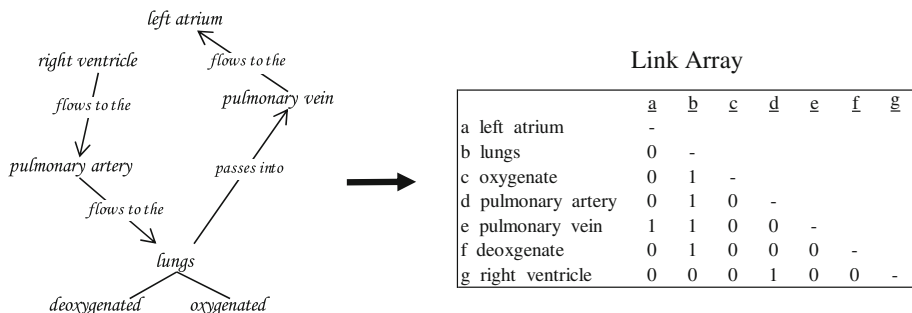 left atrium
right ventricle
flows to the
flows to the
pulmonary vein
pulmonary artery
passes into
flows to the
lungs
deoxygenated
oxygenated
Link Array
a b c d e f g
a left atrium -
b lungs 0 -
c oxygenate 0 1 -
d pulmonary artery 0 1 0 -
e pulmonary vein 1 1 0 0 -
f deoxgenate 0 1 0 0 0 -
g right ventricle 0 0 0 1 0 0 -